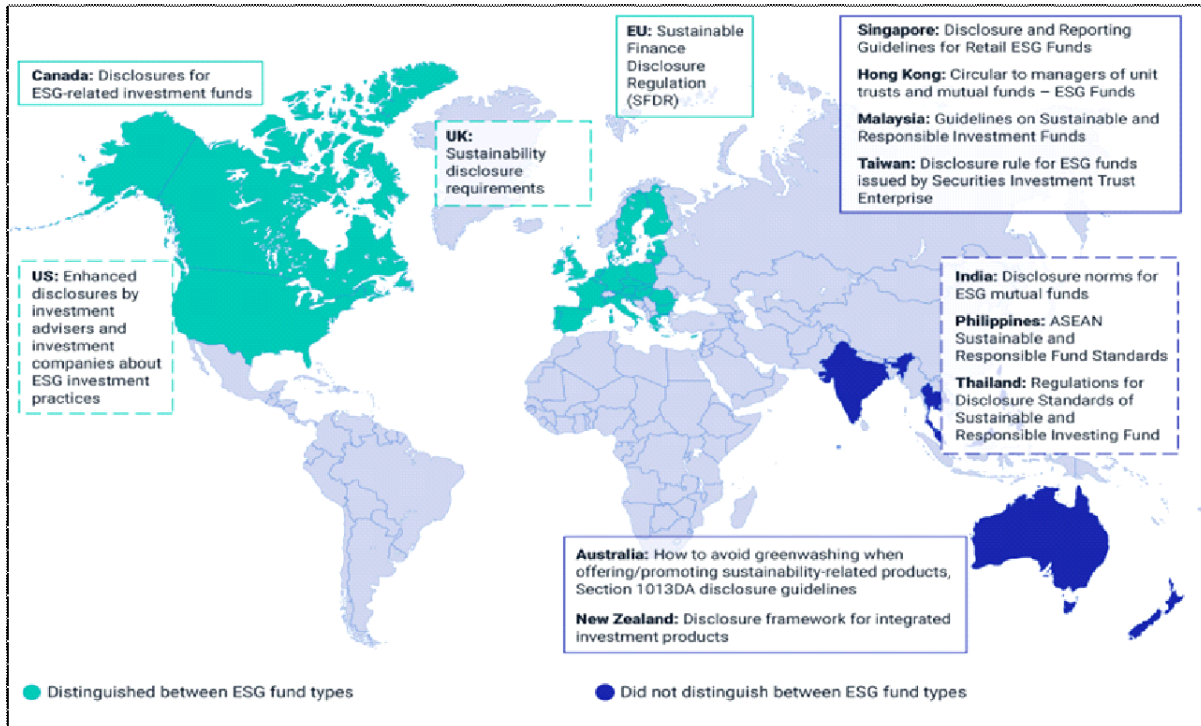 Canada: Disclosures for
ESG-related investment funds
EU: Sustainable
Finance
Disclosure
Regulation
(SFDR)
Singapore: Disclosure and Reporting
Guidelines for Retail ESG Funds
Hong Kong: Circular to managers of unit
trusts and mutual funds – ESG Funds
Malaysia: Guidelines on Sustainable and
Responsible Investment Funds
Taiwan: Disclosure rule for ESG funds
issued by Securities Investment Trust
Enterprise
UK:
Sustainability
disclosure
requirements
US: Enhanced
disclosures by
investment
advisers and
investment
companies about
ESG investment
practices
India: Disclosure norms for
ESG mutual funds
Philippines: ASEAN
Sustainable and
Responsible Fund Standards
Thailand: Regulations for
Disclosure Standards of
Sustainable and
Responsible Investing Fund
Australia: How to avoid greenwashing when
offering/promoting sustainability-related products,
Section 1013DA disclosure guidelines
New Zealand: Disclosure framework for integrated
investment products
Distinguished between ESG fund types
Did not distinguish between ESG fund types